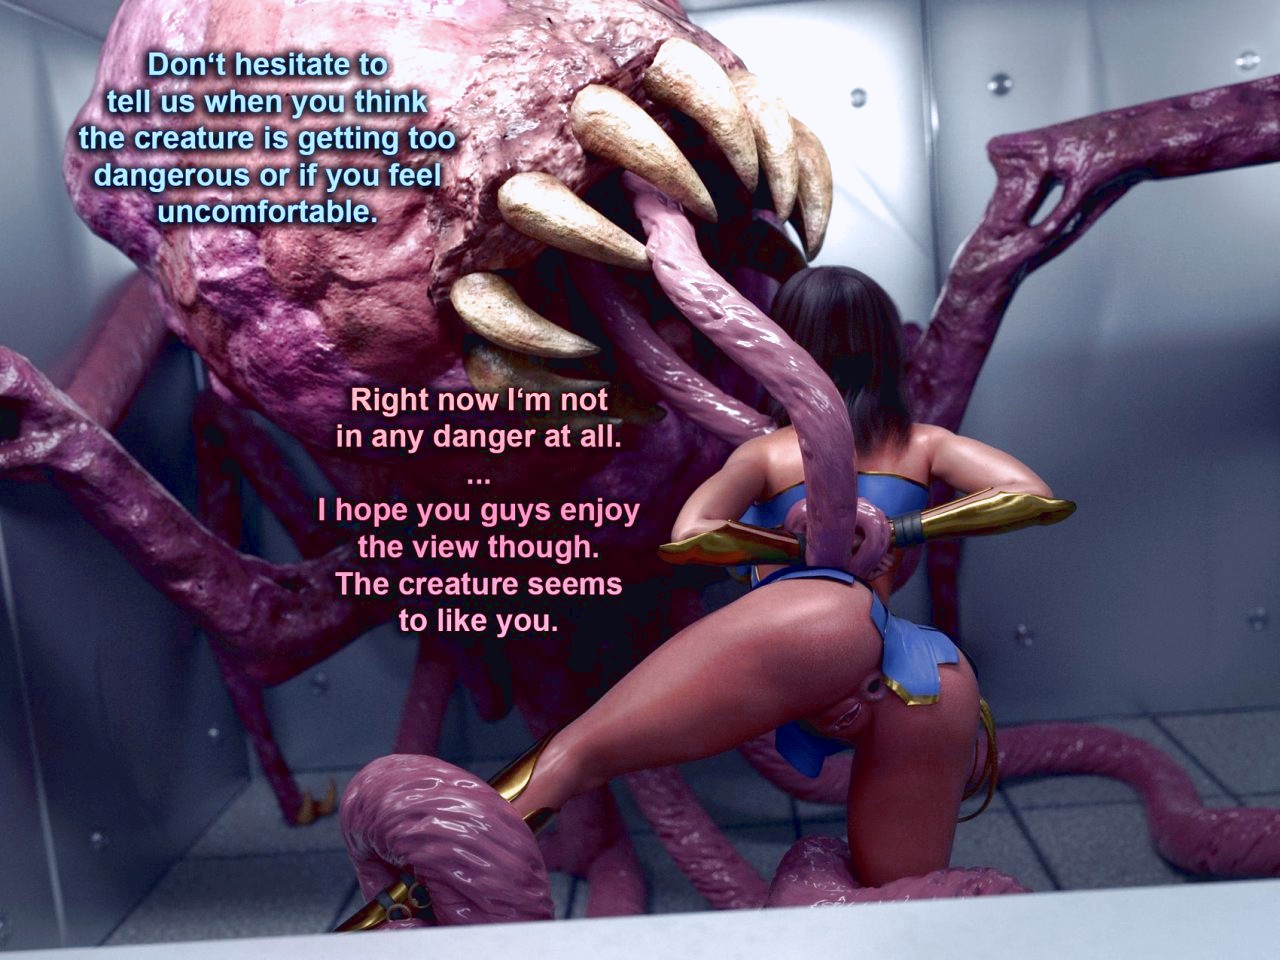 Don‘t hesitate to
tell us when you think
the creature is getting too
dangerous or if you feel
uncomfortable.
Right now I‘m not
in any danger at all.
...
I hope you guys enjoy
the view though.
The creature seems
to like you.